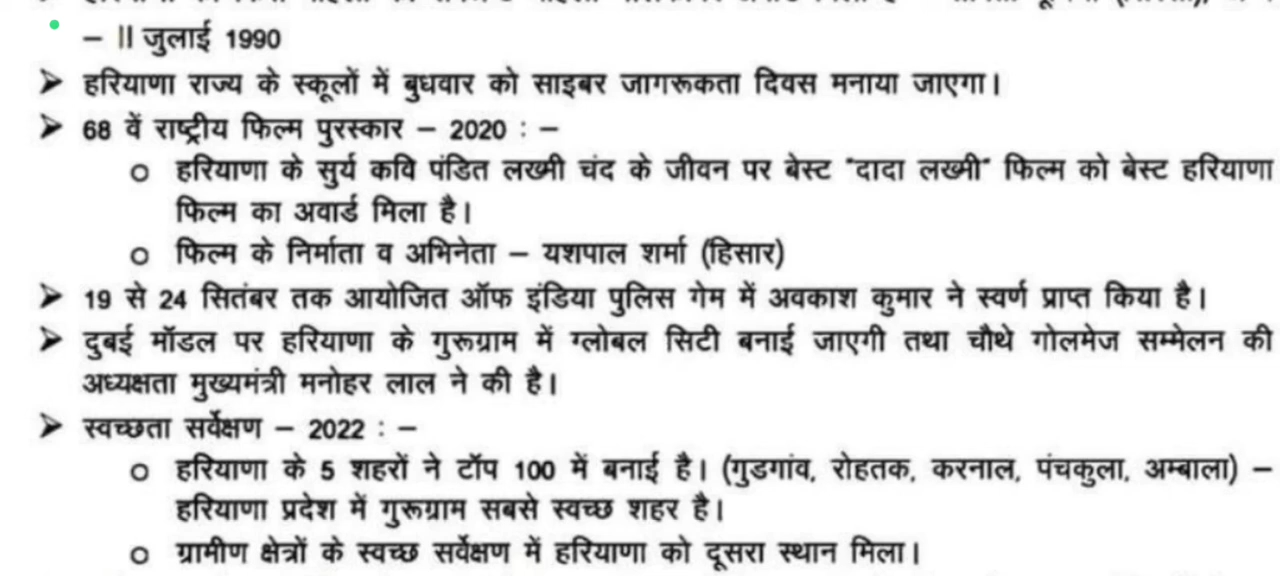 – II जुलाई 1990
➢ हरियाणा राज्य के स्कूलों में बुधवार को साइबर जागरूकता दिवस मनाया जाएगा।
➢ 68 वें राष्ट्रीय फिल्म पुरस्कार – 2020 : –
o हरियाणा के सुर्य कवि पंडित लख्मी चंद के जीवन पर बेस्ट "दादा लख्मी" फिल्म को बेस्ट हरियाणा
फिल्म का अवार्ड मिला है।
o फिल्म के निर्माता व अभिनेता – यशपाल शर्मा (हिसार)
➢ 19 से 24 सितंबर तक आयोजित ऑफ इंडिया पुलिस गेम में अवकाश कुमार ने स्वर्ण प्राप्त किया है।
➢ दुबई मॉडल पर हरियाणा के गुरूग्राम में ग्लोबल सिटी बनाई जाएगी तथा चौथे गोलमेज सम्मेलन की
अध्यक्षता मुख्यमंत्री मनोहर लाल ने की है।
➢ स्वच्छता सर्वेक्षण – 2022 : –
o हरियाणा के 5 शहरों ने टॉप 100 में बनाई है। (गुडगांव, रोहतक, करनाल, पंचकुला, अम्बाला) –
हरियाणा प्रदेश में गुरूग्राम सबसे स्वच्छ शहर है।
o ग्रामीण क्षेत्रों के स्वच्छ सर्वेक्षण में हरियाणा को दूसरा स्थान मिला।